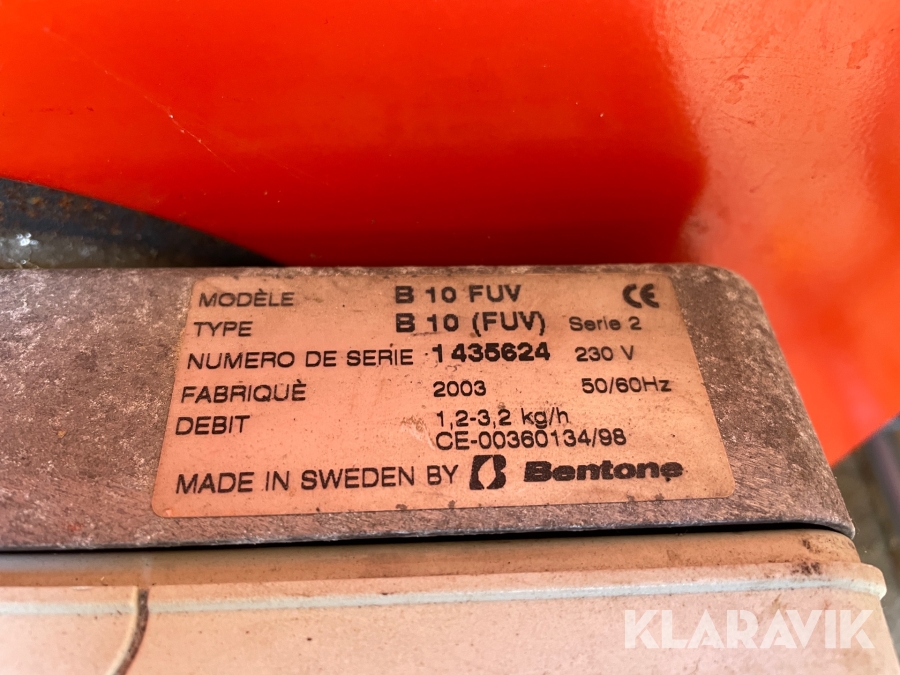 MODÈLE B 10 FUV CE
TYPE B 10 (FUV) Serie 2
NUMERO DE SERIE 1435624 230 V
FABRIQUÈ 2003 50/60Hz
DEBIT 1,2-3,2 kg/h
CE-00360134/98
MADE IN SWEDEN BY Bentone
KLARAVIK